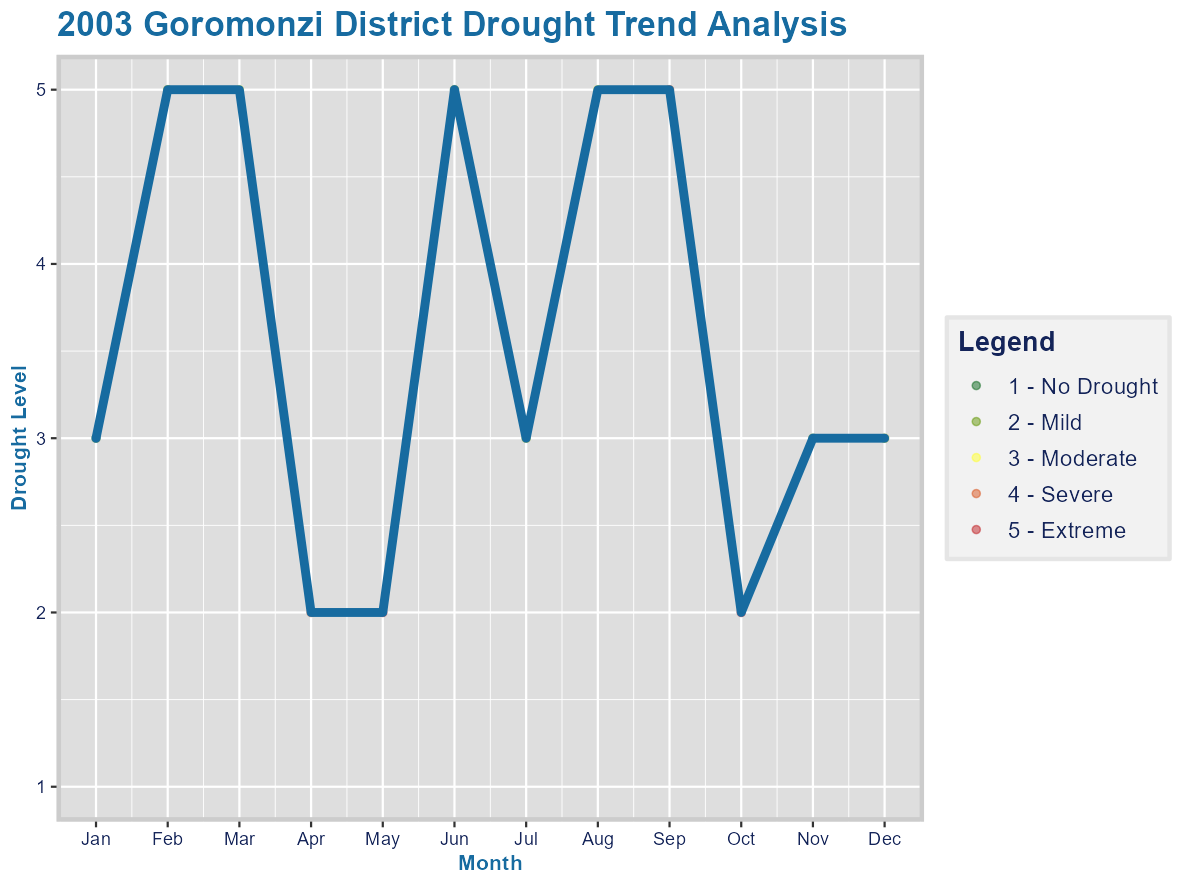 2003 Goromonzi District Drought Trend Analysis
Drought Level
5
4
3
2
1
Jan Feb Mar Apr May Jun Jul Aug Sep Oct Nov Dec
Month
Legend
1 - No Drought
2 - Mild
3 - Moderate
4 - Severe
5 - Extreme